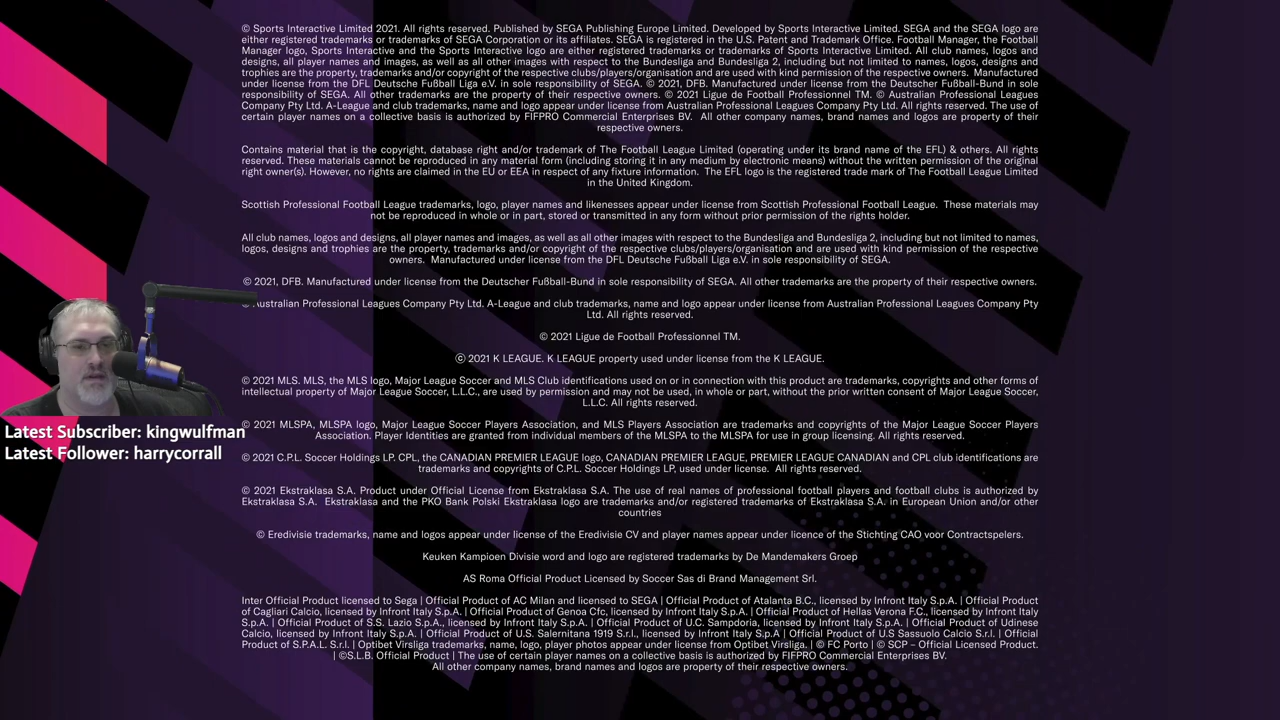 © Sports Interactive Limited 2021. All rights reserved. Published by SEGA Publishing Europe Limited. Developed by Sports Interactive Limited. SEGA and the SEGA logo are
either registered trademarks or trademarks of SEGA Corporation or its affiliates. SEGA is registered in the U.S. Patent and Trademark Office. Football Manager, the Football
Manager logo, Sports Interactive and the Sports Interactive logo are either registered trademarks or trademarks of Sports Interactive Limited. All club names, logos and
designs, all player names and images, as well as all other images with respect to the Bundesliga and Bundesliga 2, including but not limited to names, logos, designs and
trophies are the property, trademarks and/or copyright of the respective clubs/players/organisation and are used with kind permission of the respective owners. Manufactured
under license from the DFL Deutsche Fußball Liga e.V. in sole responsibility of SEGA. © 2021, DFB. Manufactured under license from the Deutscher Fußball-Bund in sole
responsibility of SEGA. All other trademarks are the property of their respective owners. © 2021 Ligue de Football Professionnel TM. © Australian Professional Leagues
Company Pty Ltd. A-League and club trademarks, name and logo appear under license from Australian Professional Leagues Company Pty Ltd. All rights reserved. The use of
certain player names on a collective basis is authorized by FIFPRO Commercial Enterprises BV. All other company names, brand names and logos are property of their
respective owners.
Contains material that is the copyright, database right and/or trademark of The Football League Limited (operating under its brand name of the EFL) & others. All rights
reserved. These materials cannot be reproduced in any material form (including storing it in any medium by electronic means) without the written permission of the original
right owner(s). However, no rights are claimed in the EU or EEA in respect of any fixture information. The EFL logo is the registered trade mark of The Football League Limited
in the United Kingdom.
Scottish Professional Football League trademarks, logo, player names and likenesses appear under license from Scottish Professional Football League. These materials may
not be reproduced in whole or in part, stored or transmitted in any form without prior permission of the rights holder.
All club names, logos and designs, all player names and images, as well as all other images with respect to the Bundesliga and Bundesliga 2, including but not limited to names,
logos, designs and trophies are the property, trademarks and/or copyright of the respective clubs/players/organisation and are used with kind permission of the respective
owners. Manufactured under license from the DFL Deutsche Fußball Liga e.V. in sole responsibility of SEGA.
© 2021, DFB. Manufactured under license from the Deutscher Fußball-Bund in sole responsibility of SEGA. All other trademarks are the property of their respective owners.
© Australian Professional Leagues Company Pty Ltd. A-League and club trademarks, name and logo appear under license from Australian Professional Leagues Company Pty
Ltd. All rights reserved.
© 2021 Ligue de Football Professionnel TM.
ⓒ 2021 K LEAGUE. K LEAGUE property used under license from the K LEAGUE.
© 2021 MLS. MLS, the MLS logo, Major League Soccer and MLS Club identifications used on or in connection with this product are trademarks, copyrights and other forms of
intellectual property of Major League Soccer, L.L.C., are used by permission and may not be used, in whole or part, without the prior written consent of Major League Soccer,
L.L.C. All rights reserved.
© 2021 MLSPA, MLSPA logo, Major League Soccer Players Association, and MLS Players Association are trademarks and copyrights of the Major League Soccer Players
Association. Player Identities are granted from individual members of the MLSPA to the MLSPA for use in group licensing. All rights reserved.
Latest Subscriber: kingwulfman
Latest Follower: harrycorrall
© 2021 C.P.L. Soccer Holdings LP. CPL, the CANADIAN PREMIER LEAGUE logo, CANADIAN PREMIER LEAGUE, PREMIER LEAGUE CANADIAN and CPL club identifications are
trademarks and copyrights of C.P.L. Soccer Holdings LP, used under license. All rights reserved.
© 2021 Ekstraklasa S.A. Product under Official License from Ekstraklasa S.A. The use of real names of professional football players and football clubs is authorized by
Ekstraklasa S.A. Ekstraklasa and the PKO Bank Polski Ekstraklasa logo are trademarks and/or registered trademarks of Ekstraklasa S.A. in European Union and/or other
countries
© Eredivisie trademarks, name and logos appear under license of the Eredivisie CV and player names appear under licence of the Stichting CAO voor Contractspelers.
Keuken Kampioen Divisie word and logo are registered trademarks by De Mandemakers Groep
AS Roma Official Product Licensed by Soccer Sas di Brand Management Srl.
Inter Official Product licensed to Sega | Official Product of AC Milan and licensed to SEGA | Official Product of Atalanta B.C., licensed by Infront Italy S.p.A. | Official Product
of Cagliari Calcio, licensed by Infront Italy S.p.A. | Official Product of Genoa Cfc, licensed by Infront Italy S.p.A. | Official Product of Hellas Verona F.C., licensed by Infront Italy
S.p.A. | Official Product of S.S. Lazio S.p.A., licensed by Infront Italy S.p.A. | Official Product of U.C. Sampdoria, licensed by Infront Italy S.p.A. | Official Product of Udinese
Calcio, licensed by Infront Italy S.p.A. | Official Product of U.S. Salernitana 1919 S.r.l., licensed by Infront Italy S.p.A | Official Product of U.S Sassuolo Calcio S.r.l. | Official
Product of S.P.A.L. S.r.l. | Optibet Virsliga trademarks, name, logo, player photos appear under license from Optibet Virsliga. | © FC Porto | © SCP – Official Licensed Product.
| ©S.L.B. Official Product | The use of certain player names on a collective basis is authorized by FIFPRO Commercial Enterprises BV.
All other company names, brand names and logos are property of their respective owners.